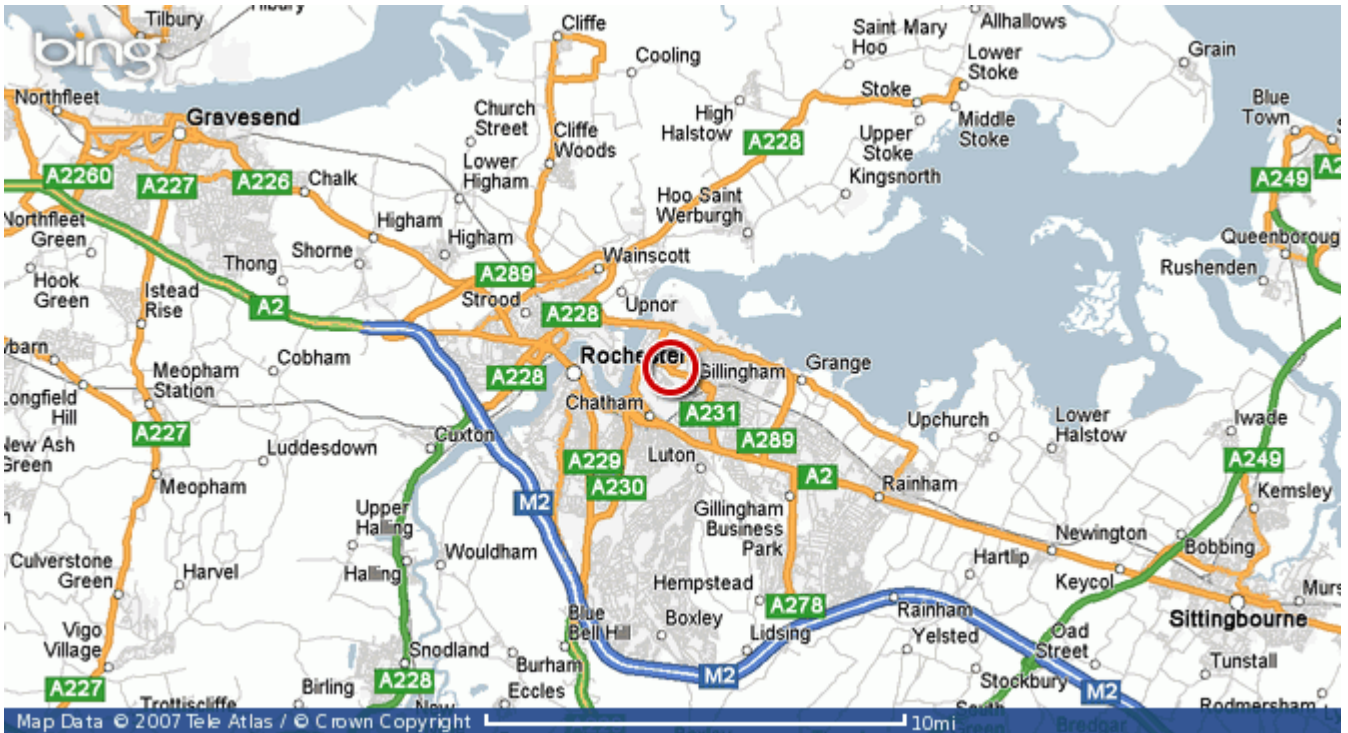 Tilbury
Tilbury
bing
Cliffe
Saint Mary
Hoo
Allhallows
Cooling
Lower
Stoke
Grain
Northfleet
Gravesend
Church
Street
High
Halstow
Stoke
Middle
Stoke
Blue
Town
Cliffe
Woods
A228
Upper
Stoke
A2260
A227
A226
Chalk
Lower
Higham
Kingsnorth
A249
Northfleet
Green
Higham
Hoo Saint
Werburgh
Shorne
Higham
Wainscott
Queenboroug
Hook
Green
Thong
A289
Rushenden
Istead
Rise
A2
Strood
Upnor
A228
Cobham
Rochester
Gillingham
Grange
Meopham
Station
A228
Longfield
Hill
Chatham
A231
Upchurch
Lower
Halstow
Iwade
A227
New Ash
Green
Luddesdown
Cuxton
A289
A229
Luton
A2
A249
Meopham
A230
Rainham
Kemsley
M2
Upper
Halling
Gillingham
Business
Park
Newington
Bobbing
Wouldham
Hartlip
Culverstone
Green
Harvel
Halling
Hempstead
Keycol
A278
Rainham
Sittingbourne
Blue
Bell Hill
Boxley
Lidsing
Yelsted
Oad
Street
Vigo
Village
Snodland
Burham
Tunstall
M2
Stockbury
A227
Birling
A228
Eccles
M2
Rodmersham
Trottiscliffe
Bredgar
Map Data © 2007 Tele Atlas / © Crown Copyright
10mi